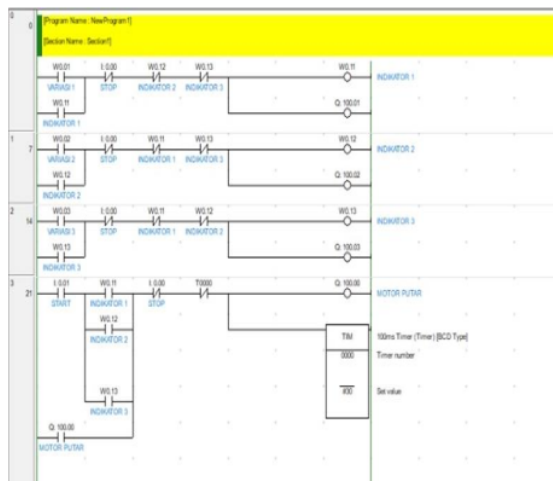 0
0
[Program Name : NewProgram1]
[Section Name : Section1]
W0.01 I: 0.00 W0.12 W0.13 W0.11
VARIASI 1 STOP INDIKATOR 2 INDIKATOR 3 INDIKATOR 1
W0.11 Q: 100.01
INDIKATOR 1
1
7
W0.02 I: 0.00 W0.11 W0.13 W0.12
VARIASI 2 STOP INDIKATOR 1 INDIKATOR 3 INDIKATOR 2
W0.12 Q: 100.02
INDIKATOR 2
2
14
W0.03 I: 0.00 W0.11 W0.12 W0.13
VARIASI 3 STOP INDIKATOR 1 INDIKATOR 2 INDIKATOR 3
W0.13 Q: 100.03
INDIKATOR 3
3
21
I: 0.01 W0.11 I: 0.00 T0000 Q: 100.00
START INDIKATOR 1 STOP MOTOR PUTAR
W0.12
INDIKATOR 2
TIM 100ms Timer (Timer) [BCD Type]
0000 Timer number
W0.13
INDIKATOR 3
#30 Set value
Q: 100.00
MOTOR PUTAR